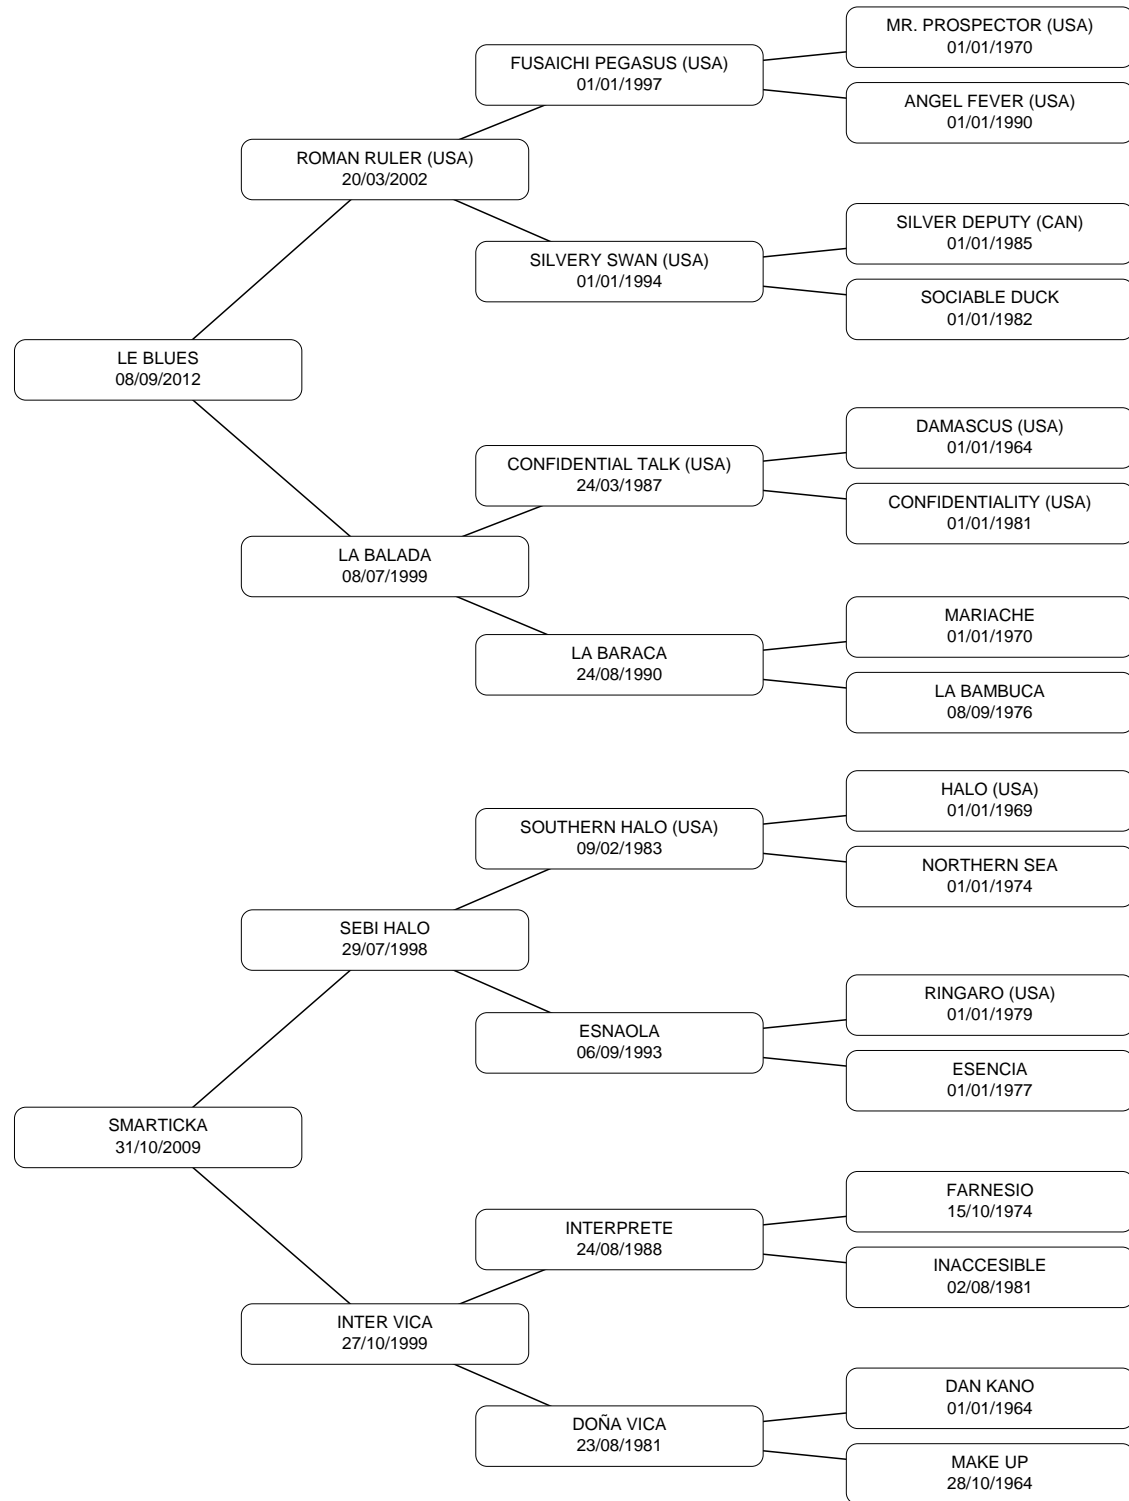 MR. PROSPECTOR (USA)
01/01/1970
FUSAICHI PEGASUS (USA)
01/01/1997
ANGEL FEVER (USA)
01/01/1990
ROMAN RULER (USA)
20/03/2002
SILVER DEPUTY (CAN)
01/01/1985
SILVERY SWAN (USA)
01/01/1994
SOCIABLE DUCK
01/01/1982
LE BLUES
08/09/2012
DAMASCUS (USA)
01/01/1964
CONFIDENTIAL TALK (USA)
24/03/1987
CONFIDENTIALITY (USA)
01/01/1981
LA BALADA
08/07/1999
MARIACHE
01/01/1970
LA BARACA
24/08/1990
LA BAMBUCA
08/09/1976
HALO (USA)
01/01/1969
SOUTHERN HALO (USA)
09/02/1983
NORTHERN SEA
01/01/1974
SEBI HALO
29/07/1998
RINGARO (USA)
01/01/1979
ESNAOLA
06/09/1993
ESENCIA
01/01/1977
SMARTICKA
31/10/2009
FARNESIO
15/10/1974
INTERPRETE
24/08/1988
INACCESIBLE
02/08/1981
INTER VICA
27/10/1999
DAN KANO
01/01/1964
DOÑA VICA
23/08/1981
MAKE UP
28/10/1964